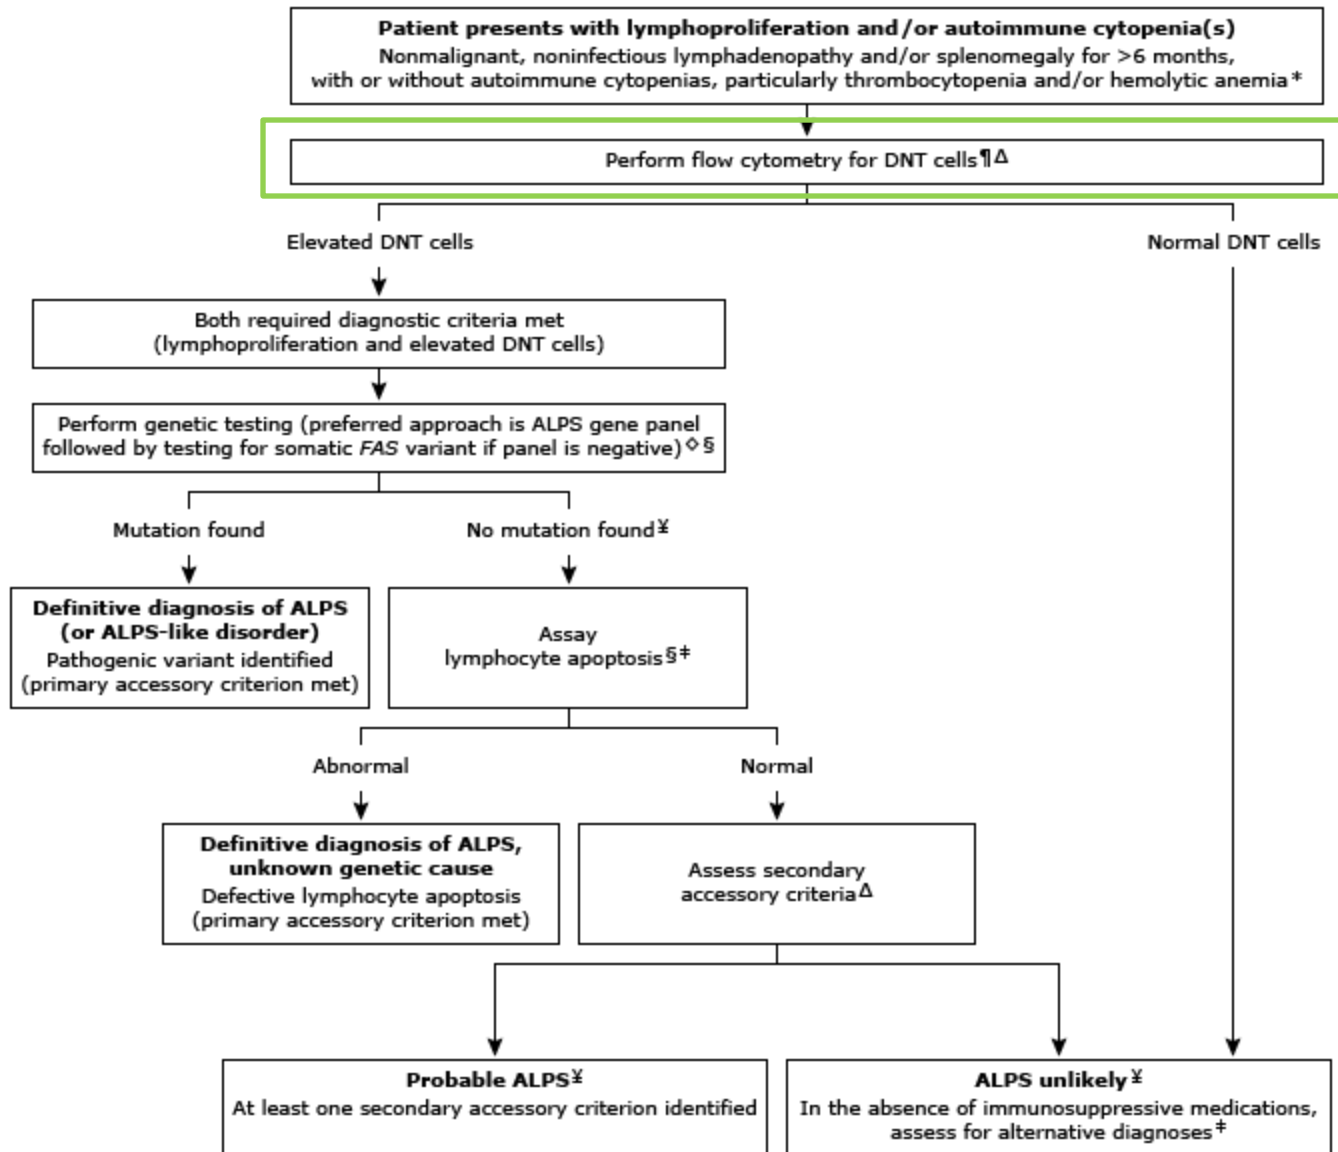 Patient presents with lymphoproliferation and/or autoimmune cytopenia(s)
Nonmalignant, noninfectious lymphadenopathy and/or splenomegaly for >6 months,
with or without autoimmune cytopenias, particularly thrombocytopenia and/or hemolytic anemia*
Perform flow cytometry for DNT cells¶Δ
Elevated DNT cells
Normal DNT cells
Both required diagnostic criteria met
(lymphoproliferation and elevated DNT cells)
Perform genetic testing (preferred approach is ALPS gene panel
followed by testing for somatic FAS variant if panel is negative)◇§
Mutation found
No mutation found¥
Definitive diagnosis of ALPS
(or ALPS-like disorder)
Pathogenic variant identified
(primary accessory criterion met)
Assay
lymphocyte apoptosis§‡
Abnormal
Normal
Definitive diagnosis of ALPS,
unknown genetic cause
Defective lymphocyte apoptosis
(primary accessory criterion met)
Assess secondary
accessory criteriaΔ
Probable ALPS¥
At least one secondary accessory criterion identified
ALPS unlikely¥
In the absence of immunosuppressive medications,
assess for alternative diagnoses‡